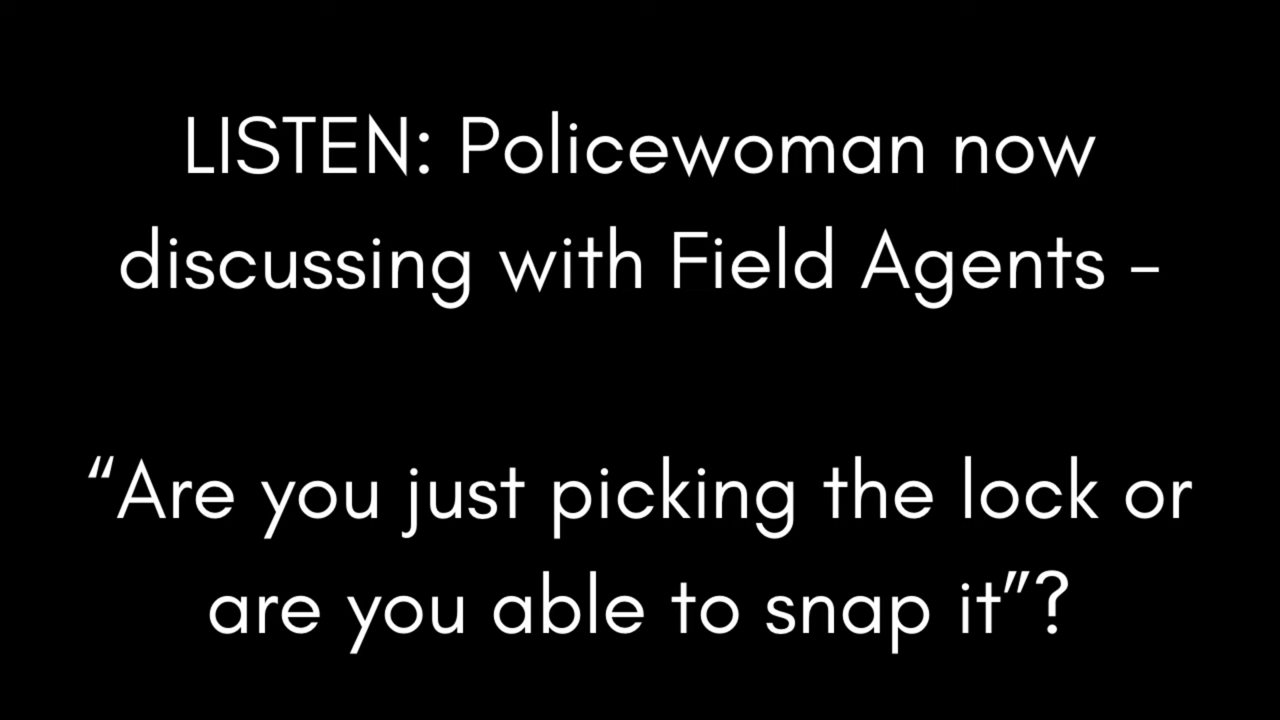 LISTEN: Policewoman now
discussing with Field Agents –
“Are you just picking the lock or
are you able to snap it”?